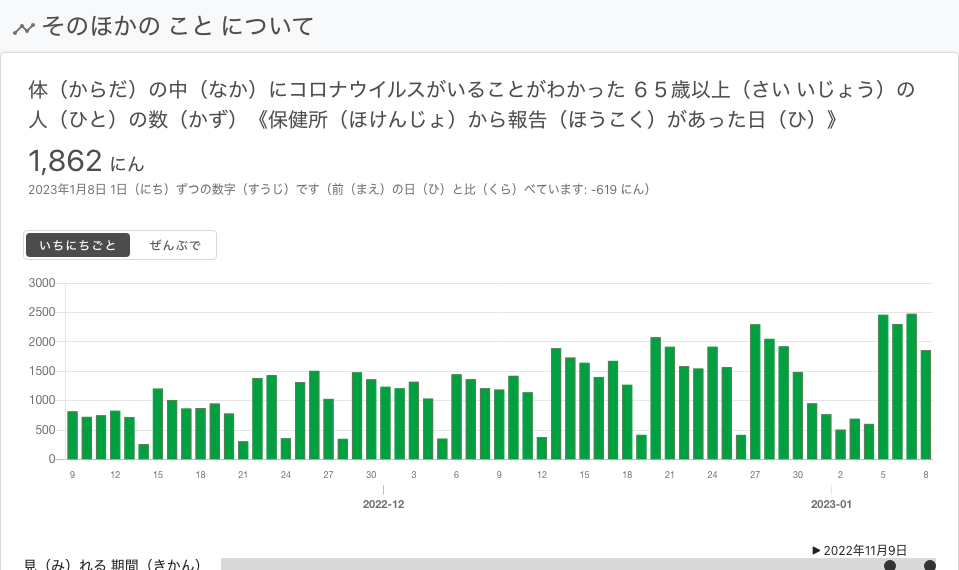 そのほかの こと について
体（からだ）の中（なか）にコロナウイルスがいることがわかった ６５歳以上（さい いじょう）の
人（ひと）の数（かず）《保健所（ほけんじょ）から報告（ほうこく）があった日（ひ）》
1,862 にん
2023年1月8日 1日（にち）ずつの数字（すうじ）です（前（まえ）の日（ひ）と比（くら）べています: -619 にん）
いちにちごと ぜんぶで
3000
2500
2000
1500
1000
500
0
9 12 15 18 21 24 27 30 3 6 9 12 15 18 21 24 27 30 2 5 8
2022-12 2023-01
▶ 2022年11月9日
見（み）れる 期間（きかん）